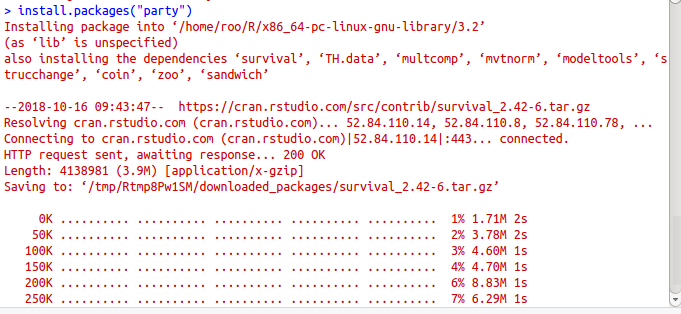 > install.packages("party")
Installing package into ‘/home/roo/R/x86_64-pc-linux-gnu-library/3.2’
(as ‘lib’ is unspecified)
also installing the dependencies ‘survival’, ‘TH.data’, ‘multcomp’, ‘mvtnorm’, ‘modeltools’, ‘s
trucchange’, ‘coin’, ‘zoo’, ‘sandwich’
--2018-10-16 09:43:47--  https://cran.rstudio.com/src/contrib/survival_2.42-6.tar.gz
Resolving cran.rstudio.com (cran.rstudio.com)... 52.84.110.14, 52.84.110.8, 52.84.110.78, ...
Connecting to cran.rstudio.com (cran.rstudio.com)|52.84.110.14|:443... connected.
HTTP request sent, awaiting response... 200 OK
Length: 4138981 (3.9M) [application/x-gzip]
Saving to: ‘/tmp/Rtmp8Pw1SM/downloaded_packages/survival_2.42-6.tar.gz’
0K .......... .......... .......... .......... ..........  1% 1.71M 2s
50K .......... .......... .......... .......... ..........  2% 3.78M 2s
100K .......... .......... .......... .......... ..........  3% 4.60M 1s
150K .......... .......... .......... .......... ..........  4% 4.70M 1s
200K .......... .......... .......... .......... ..........  6% 8.83M 1s
250K .......... .......... .......... .......... ..........  7% 6.29M 1s